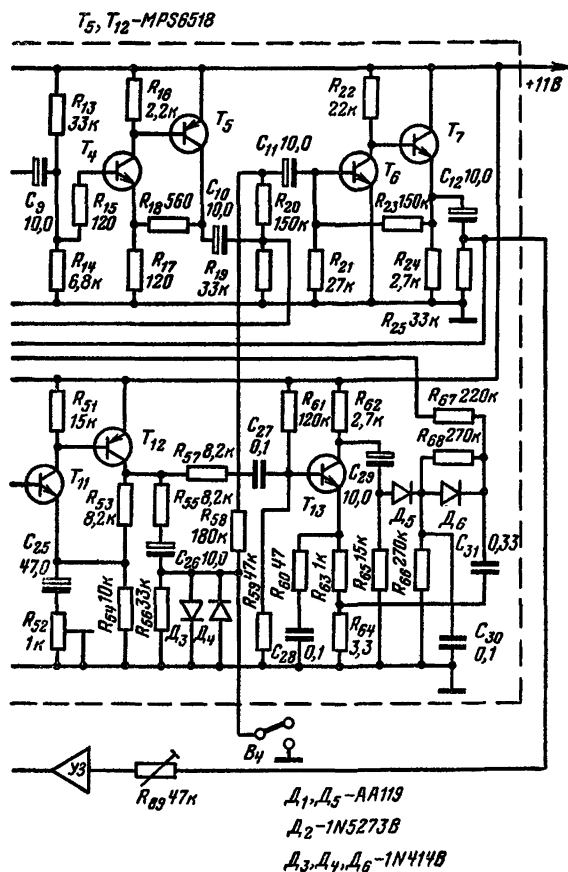 T5, T12-MPS6518
R13
33к
R16
2,2к
T5
T4
C9
10,0
R15
120
R18 560
C10
10,0
R14
6,8к
R17
120
R19
33к
C11 10,0
R20
150к
R22
22к
T7
T6
C12 10,0
R23 150к
R21
27к
R24
2,7к
R25 33к
+11В
R51
15к
T12
T11
R53
8,2к
R57 8,2к
C27
0,1
R55 8,2к
R58
180к
C25
47,0
C26 10,0
R52
1к
R54 10к
R56 33к
Д3
Д4
R61
120к
R62
2,7к
T13
C29
10,0
R59 47к
R60 47
R63 1к
R65 15к
R66 270к
R67 220к
R68 270к
Д5
Д6
C31
0,33
C28
0,1
R64
3,3
C30
0,1
В4
УЗ
R69 47к
Д1, Д5-AA119
Д2-1N5273B
Д3, Д4, Д6-1N4148